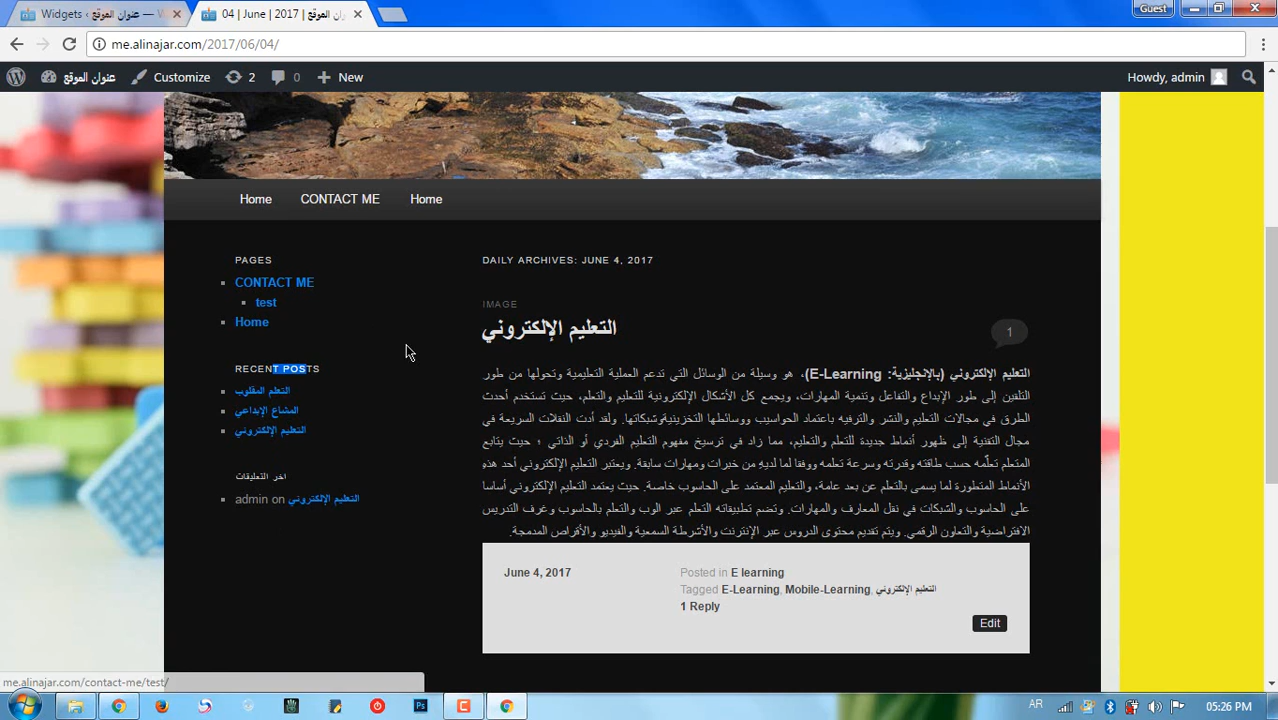 Widgets ‹ عنوان الموقع — W
04 | June | 2017 | عنوان الموقع
Guest
me.alinajar.com/2017/06/04/
عنوان الموقع
Customize
2
0
New
Howdy, admin
Home
CONTACT ME
Home
PAGES
CONTACT ME
test
Home
RECENT POSTS
التعلم المقلوب
المشاع الإبداعي
التعليم الإلكتروني
اخر التعليقات
admin on التعليم الإلكتروني
DAILY ARCHIVES: JUNE 4, 2017
IMAGE
التعليم الإلكتروني
1
التعليم الإلكتروني (بالإنجليزية: E-Learning)، هو وسيلة من الوسائل التي تدعم العملية التعليمية وتحولها من طور
التلقين إلى طور الإبداع والتفاعل وتنمية المهارات، ويجمع كل الأشكال الإلكترونية للتعليم والتعلم، حيث تستخدم أحدث
الطرق في مجالات التعليم والنشر والترفيه باعتماد الحواسيب ووسائطها التخزينية وشبكاتها. ولقد أدت النقلات السريعة في
مجال التقنية إلى ظهور أنماط جديدة للتعلم والتعليم، مما زاد في ترسيخ مفهوم التعليم الفردي أو الذاتي ؛ حيث يتابع
المتعلم تعلّمه حسب طاقته وقدرته وسرعة تعلمه ووفقا لما لديه من خبرات ومهارات سابقة. ويعتبر التعليم الإلكتروني أحد هذه
الأنماط المتطورة لما يسمى بالتعلم عن بعد عامة، والتعليم المعتمد على الحاسوب خاصة. حيث يعتمد التعليم الإلكتروني أساسا
على الحاسوب والشبكات في نقل المعارف والمهارات. وتضم تطبيقاته التعلم عبر الوب والتعلم بالحاسوب وغرف التدريس
الافتراضية والتعاون الرقمي. ويتم تقديم محتوى الدروس عبر الإنترنت والأشرطة السمعية والفيديو والأقراص المدمجة.
June 4, 2017
Posted in E learning
Tagged E-Learning, Mobile-Learning, التعليم الإلكتروني
1 Reply
Edit
me.alinajar.com/contact-me/test/
Ps
AR
05:26 PM